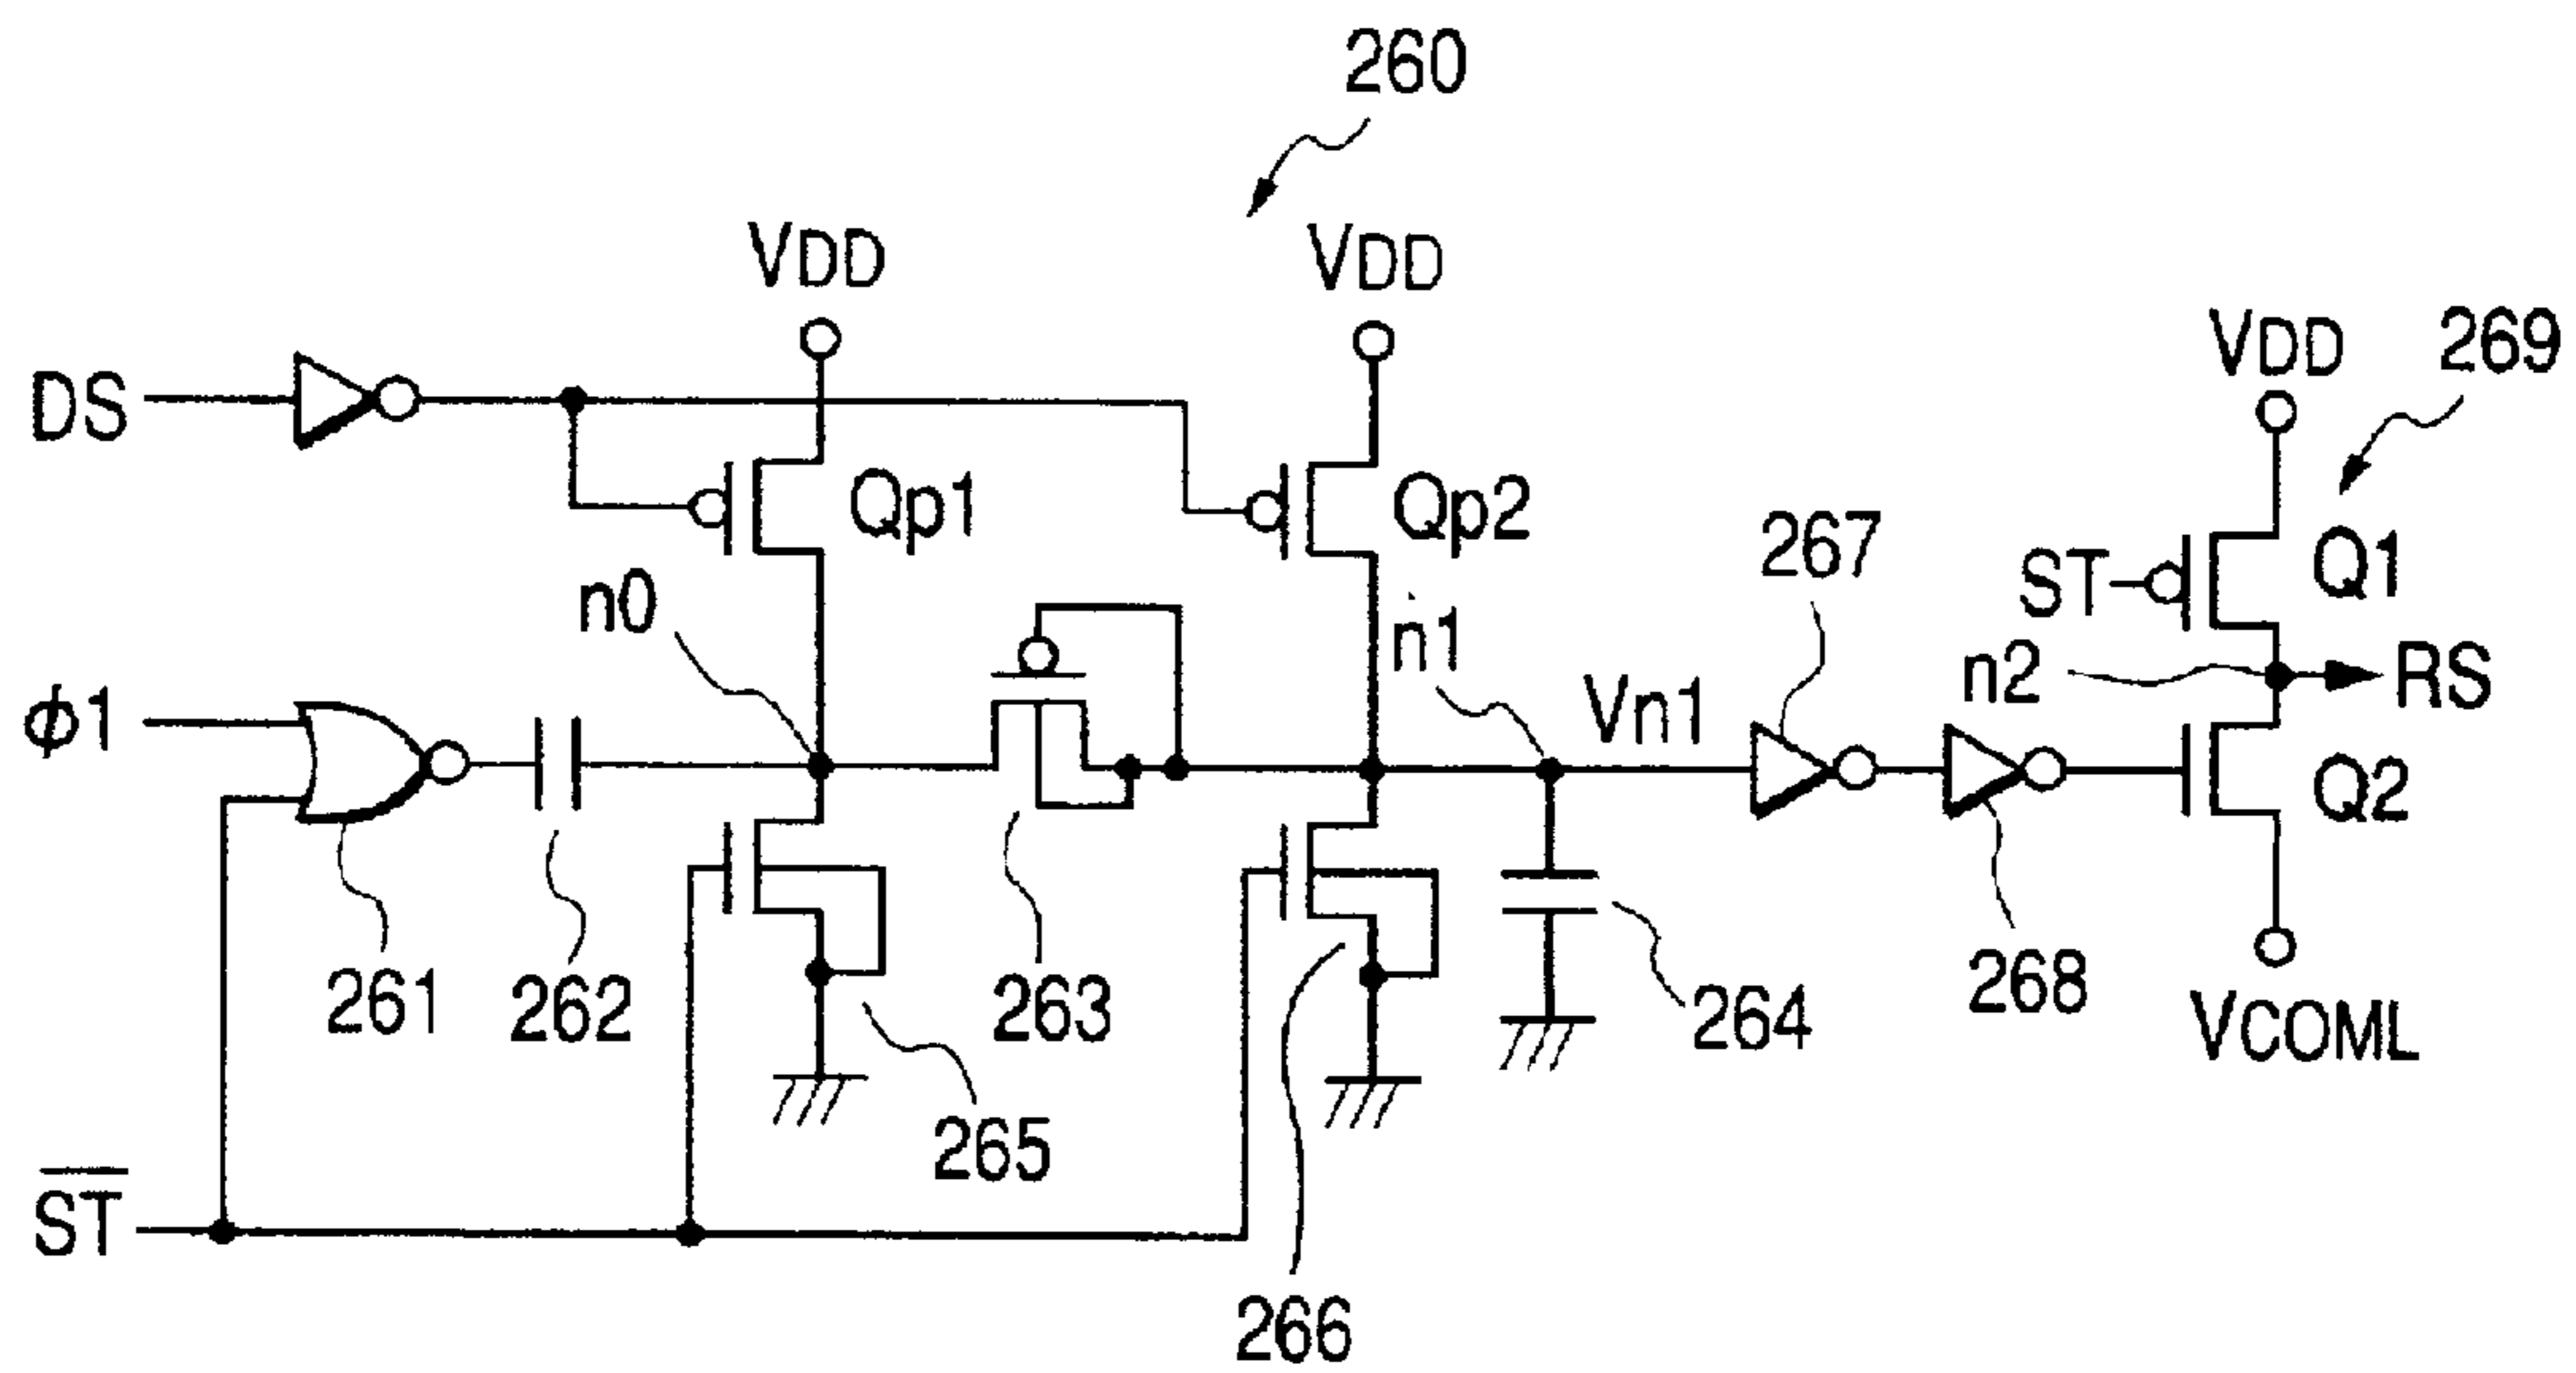 260
VDD
VDD
VDD
269
DS
Qp1
Qp2
267
Q1
ST
n0
n1
n2
RS
Vn1
ϕ1
Q2
261
262
263
264
268
VCOML
265
S̅T̅
266